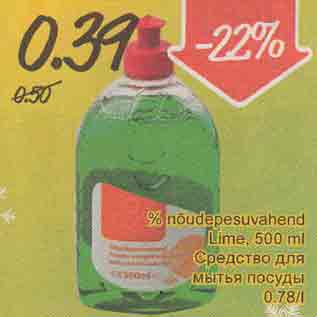 0.39
-22%
0.50
% nõudepesuvahend
Lime, 500 ml
Средство для
мытья посуды
0.78/l